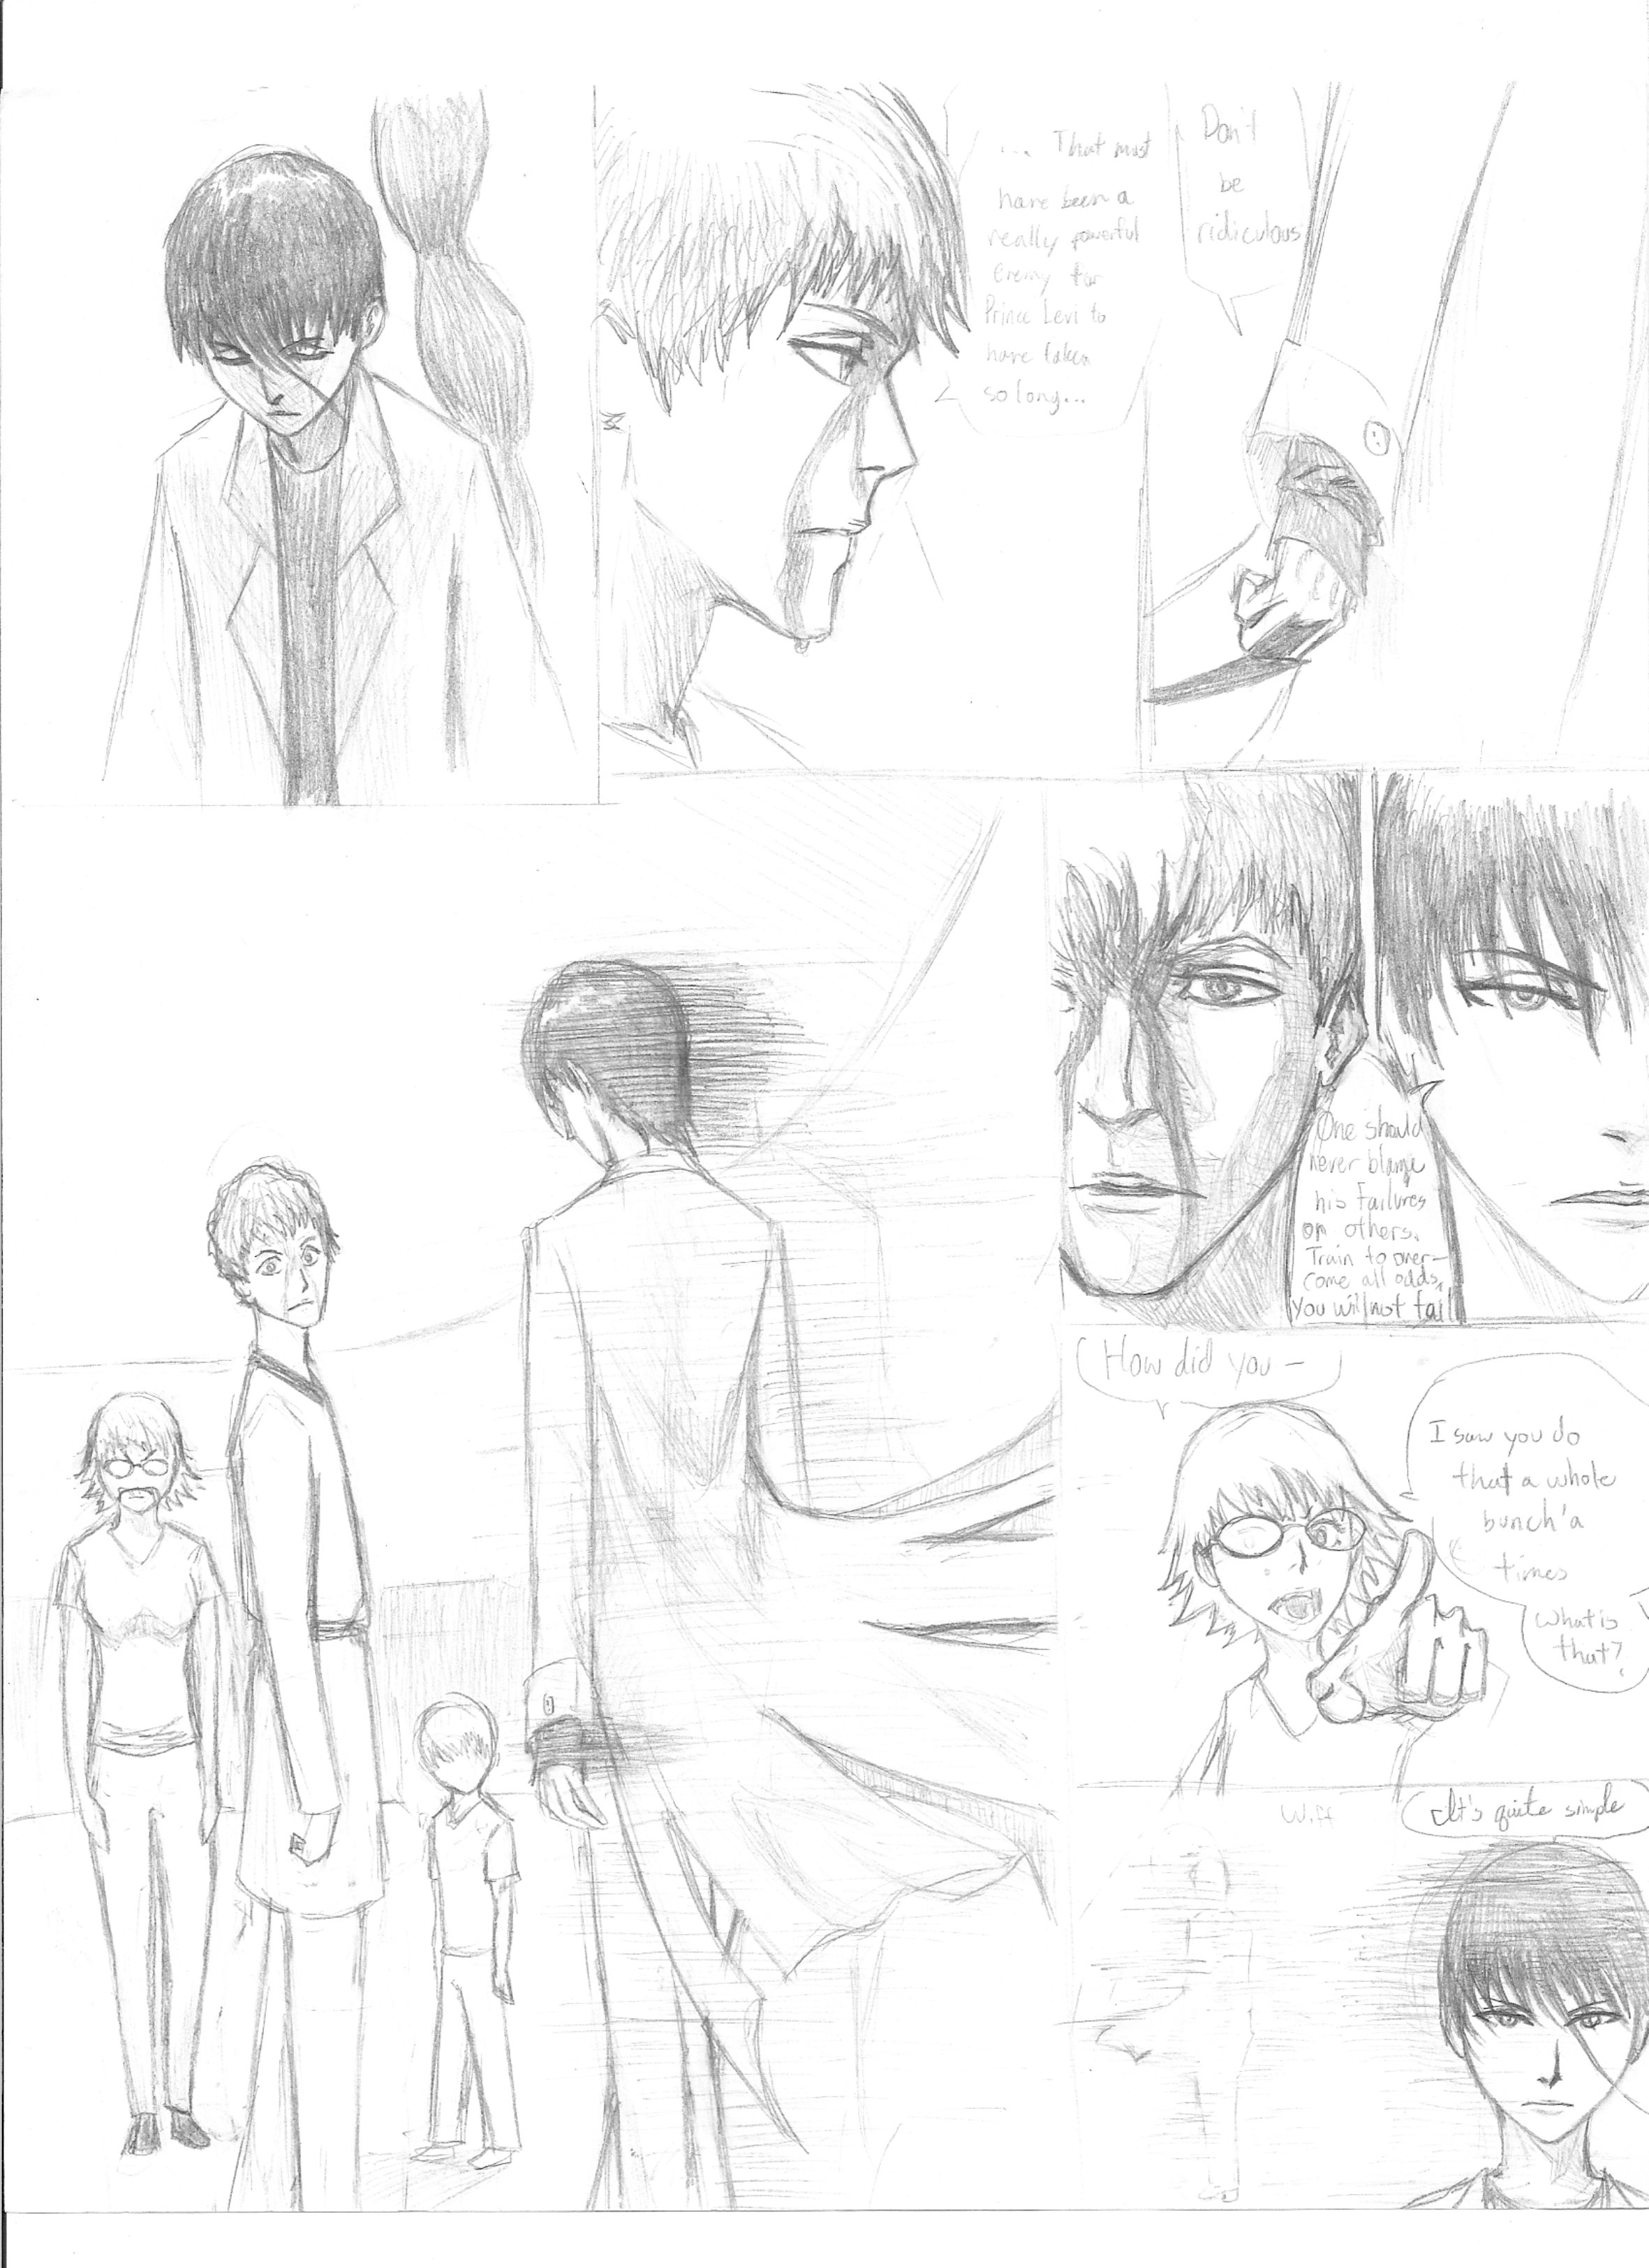 ... That must
have been a
really powerful
enemy for
Prince Levi to
have taken
so long...
Don't
be
ridiculous
One should
never blame
his failures
on others.
Train to over-
come all odds,
you will not fail
How did you -
I saw you do
that a whole
bunch'a
times
What is
that?
Wiff
It's quite simple